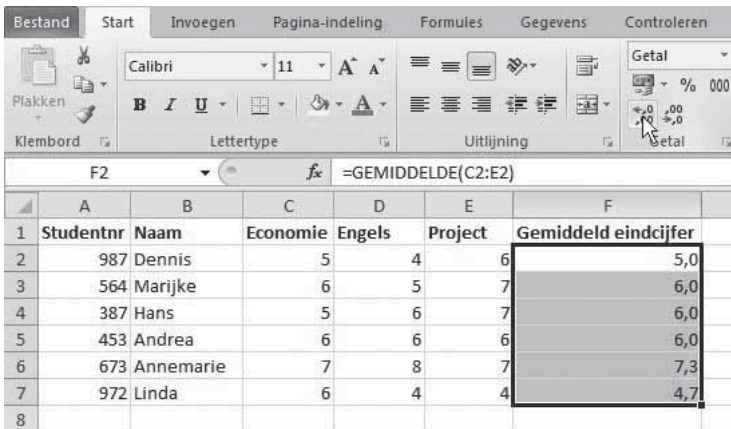 Bestand Start Invoegen Pagina-indeling Formules Gegevens Controleren
Calibri 11 A A Getal
Plakken B I U A % 000
,0 ,00
,00 ,0
Klembord Lettertype Uitlijning Getal
F2 fx =GEMIDDELDE(C2:E2)
A B C D E F
1 Studentnr Naam Economie Engels Project Gemiddeld eindcijfer
2 987 Dennis 5 4 6 5,0
3 564 Marijke 6 5 7 6,0
4 387 Hans 5 6 7 6,0
5 453 Andrea 6 6 6 6,0
6 673 Annemarie 7 8 7 7,3
7 972 Linda 6 4 4 4,7
8